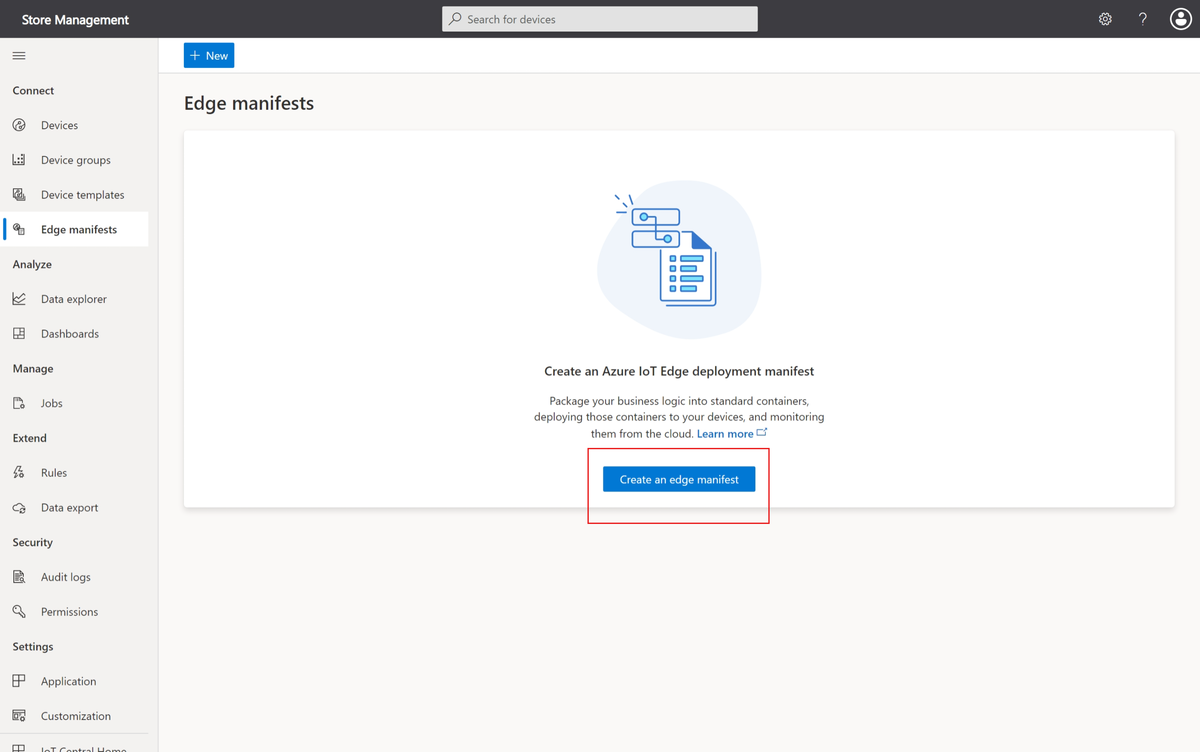 Store Management
Search for devices
?
+ New
Connect
Devices
Device groups
Device templates
Edge manifests
Analyze
Data explorer
Dashboards
Manage
Jobs
Extend
Rules
Data export
Security
Audit logs
Permissions
Settings
Application
Customization
IoT Central Home
Edge manifests
Create an Azure IoT Edge deployment manifest
Package your business logic into standard containers,
deploying those containers to your devices, and monitoring
them from the cloud. Learn more
Create an edge manifest